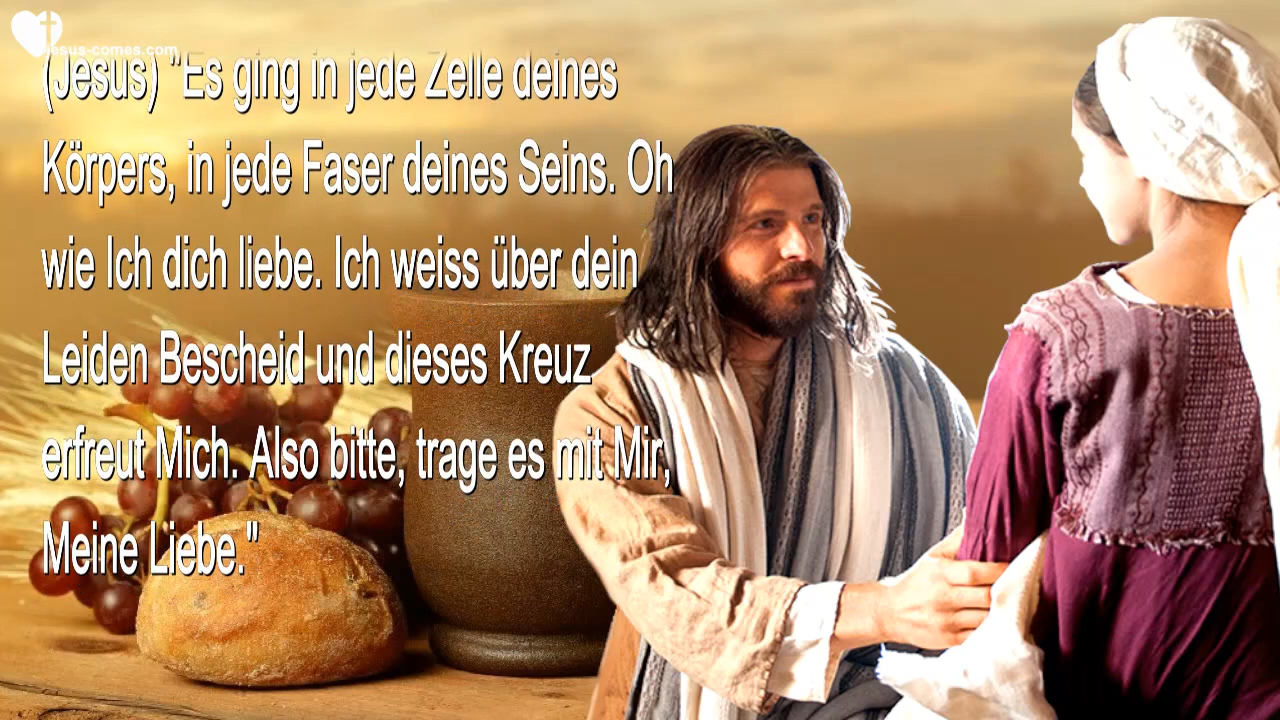 jesus-comes.com
(Jesus) "Es ging in jede Zelle deines
Körpers, in jede Faser deines Seins. Oh
wie Ich dich liebe. Ich weiss über dein
Leiden Bescheid und dieses Kreuz
erfreut Mich. Also bitte, trage es mit Mir,
Meine Liebe."